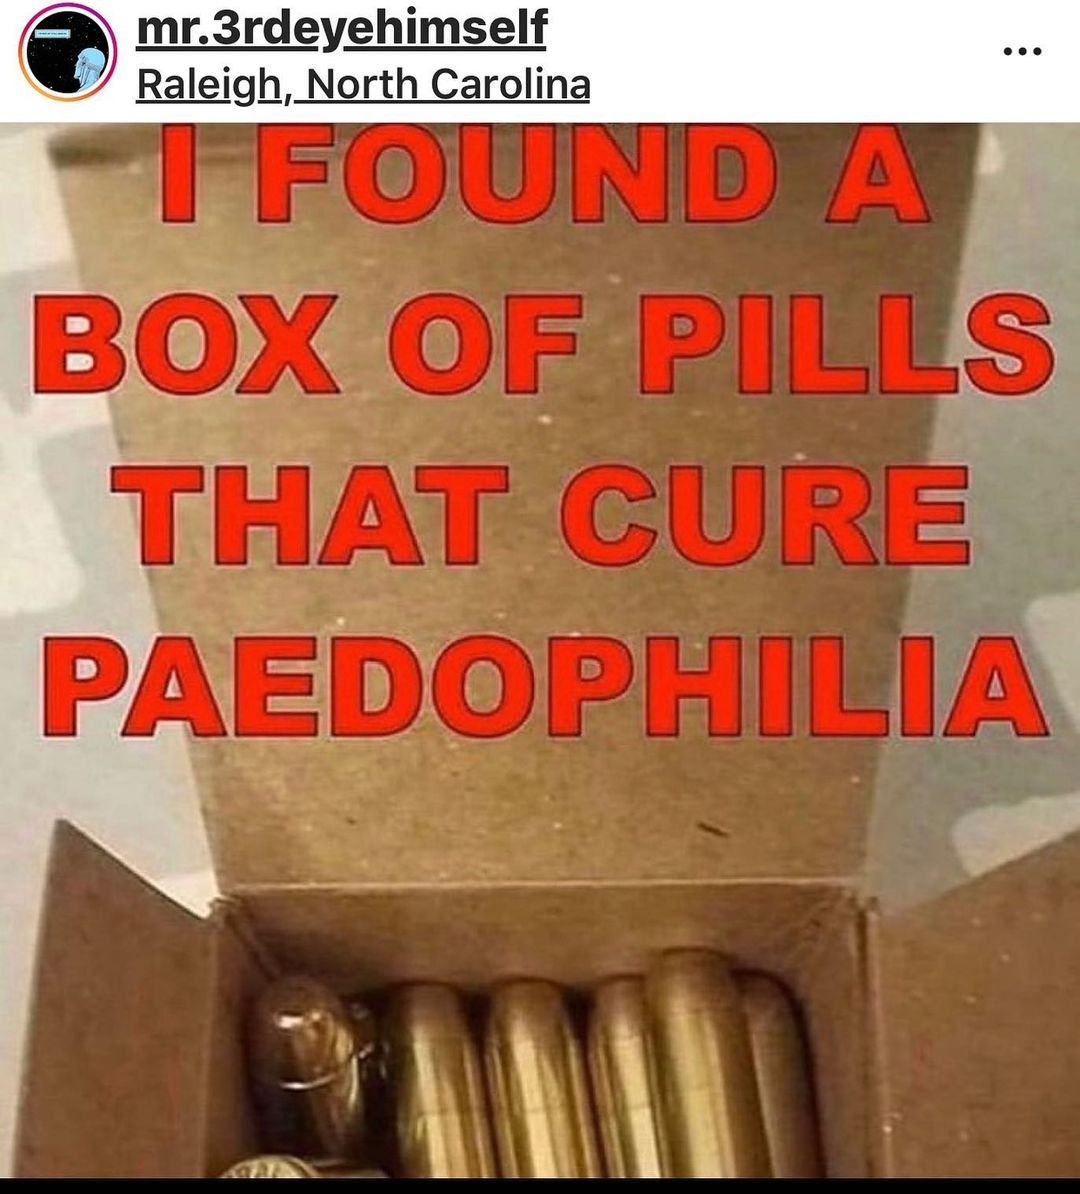 mr.3rdeyehimself
Raleigh, North Carolina
I FOUND A
BOX OF PILLS
THAT CURE
PAEDOPHILIA